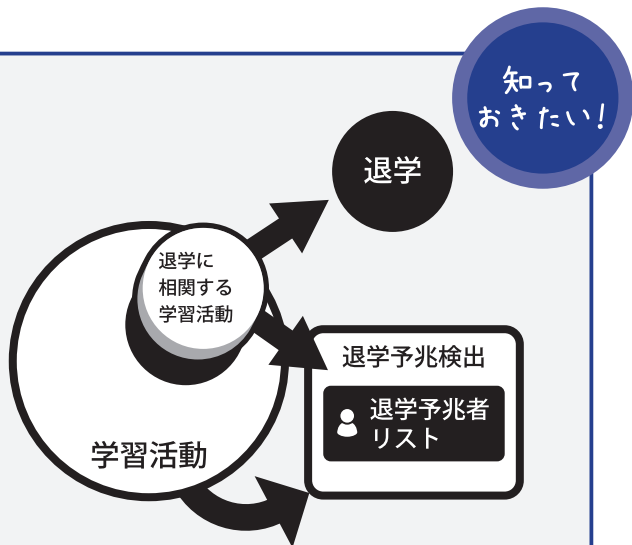 知って
おきたい！
退学
退学に
相関する
学習活動
退学予兆検出
退学予兆者
リスト
学習活動